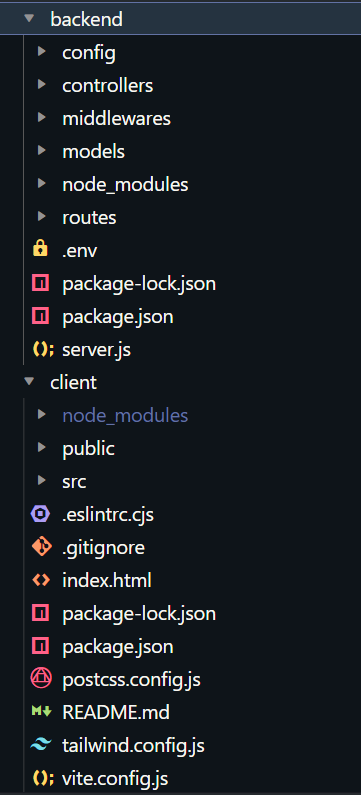 backend
config
controllers
middlewares
models
node_modules
routes
.env
package-lock.json
package.json
server.js
client
node_modules
public
src
.eslintrc.cjs
.gitignore
index.html
package-lock.json
package.json
postcss.config.js
README.md
tailwind.config.js
vite.config.js